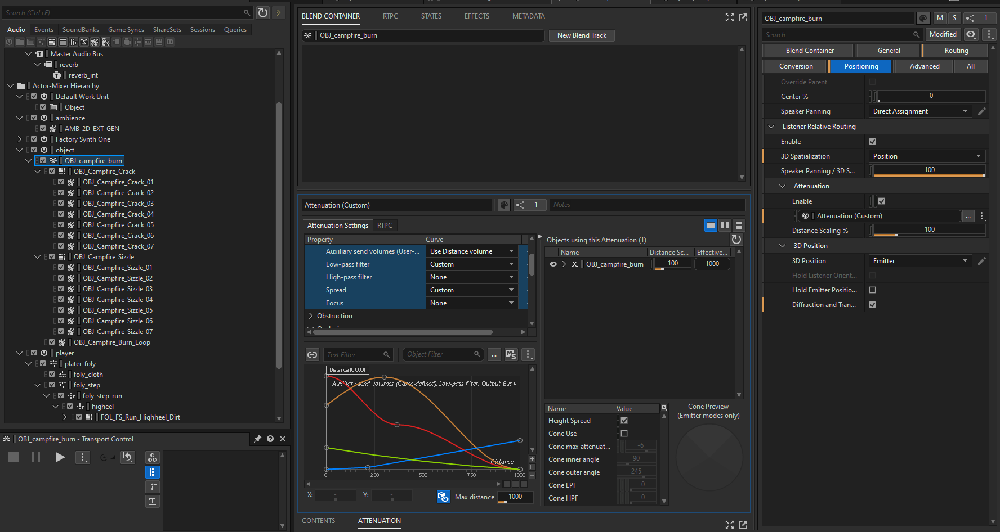 Search (Ctrl+F)
Audio
Events
SoundBanks
Game Syncs
ShareSets
Sessions
Queries
Master Audio Bus
reverb
reverb_int
Actor-Mixer Hierarchy
Default Work Unit
Object
ambience
AMB_2D_EXT_GEN
Factory Synth One
object
OBJ_campfire_burn
OBJ_Campfire_Crack
OBJ_Campfire_Crack_01
OBJ_Campfire_Crack_02
OBJ_Campfire_Crack_03
OBJ_Campfire_Crack_04
OBJ_Campfire_Crack_05
OBJ_Campfire_Crack_06
OBJ_Campfire_Crack_07
OBJ_Campfire_Sizzle
OBJ_Campfire_Sizzle_01
OBJ_Campfire_Sizzle_02
OBJ_Campfire_Sizzle_03
OBJ_Campfire_Sizzle_04
OBJ_Campfire_Sizzle_05
OBJ_Campfire_Sizzle_06
OBJ_Campfire_Sizzle_07
OBJ_Campfire_Burn_Loop
player
plater_foly
foly_cloth
foly_step
foly_step_run
higheel
FOL_FS_Run_Highheel_Dirt
OBJ_campfire_burn - Transport Control
BLEND CONTAINER
RTPC
STATES
EFFECTS
METADATA
OBJ_campfire_burn
New Blend Track
Attenuation (Custom)
1
Notes
Attenuation Settings
RTPC
Property
Curve
Auxiliary send volumes (User-...
Use Distance volume
Low-pass filter
Custom
High-pass filter
None
Spread
Custom
Focus
None
Obstruction
Text Filter
Object Filter
...
Distance (0.000)
Auxiliary send volumes (Game-defined), Low-pass filter, Output Bus v
Distance
0
250
500
750
1000
X:
-
Y:
-
Max distance
1000
Objects using this Attenuation (1)
Name
Distance Sc...
Effective...
OBJ_campfire_burn
100
1000
Name
Value
Height Spread
Cone Use
Cone max attenuat...
-6
Cone inner angle
90
Cone outer angle
245
Cone LPF
0
Cone HPF
0
Cone Preview
(Emitter modes only)
CONTENTS
ATTENUATION
OBJ_campfire_burn
M
S
1
Search
Modified
Blend Container
General
Routing
Conversion
Positioning
Advanced
All
Override Parent
Center %
0
Speaker Panning
Direct Assignment
Listener Relative Routing
Enable
3D Spatialization
Position
Speaker Panning / 3D S...
100
Attenuation
Enable
Attenuation (Custom)
...
Distance Scaling %
100
3D Position
3D Position
Emitter
Hold Listener Orient...
Hold Emitter Positio...
Diffraction and Tran...